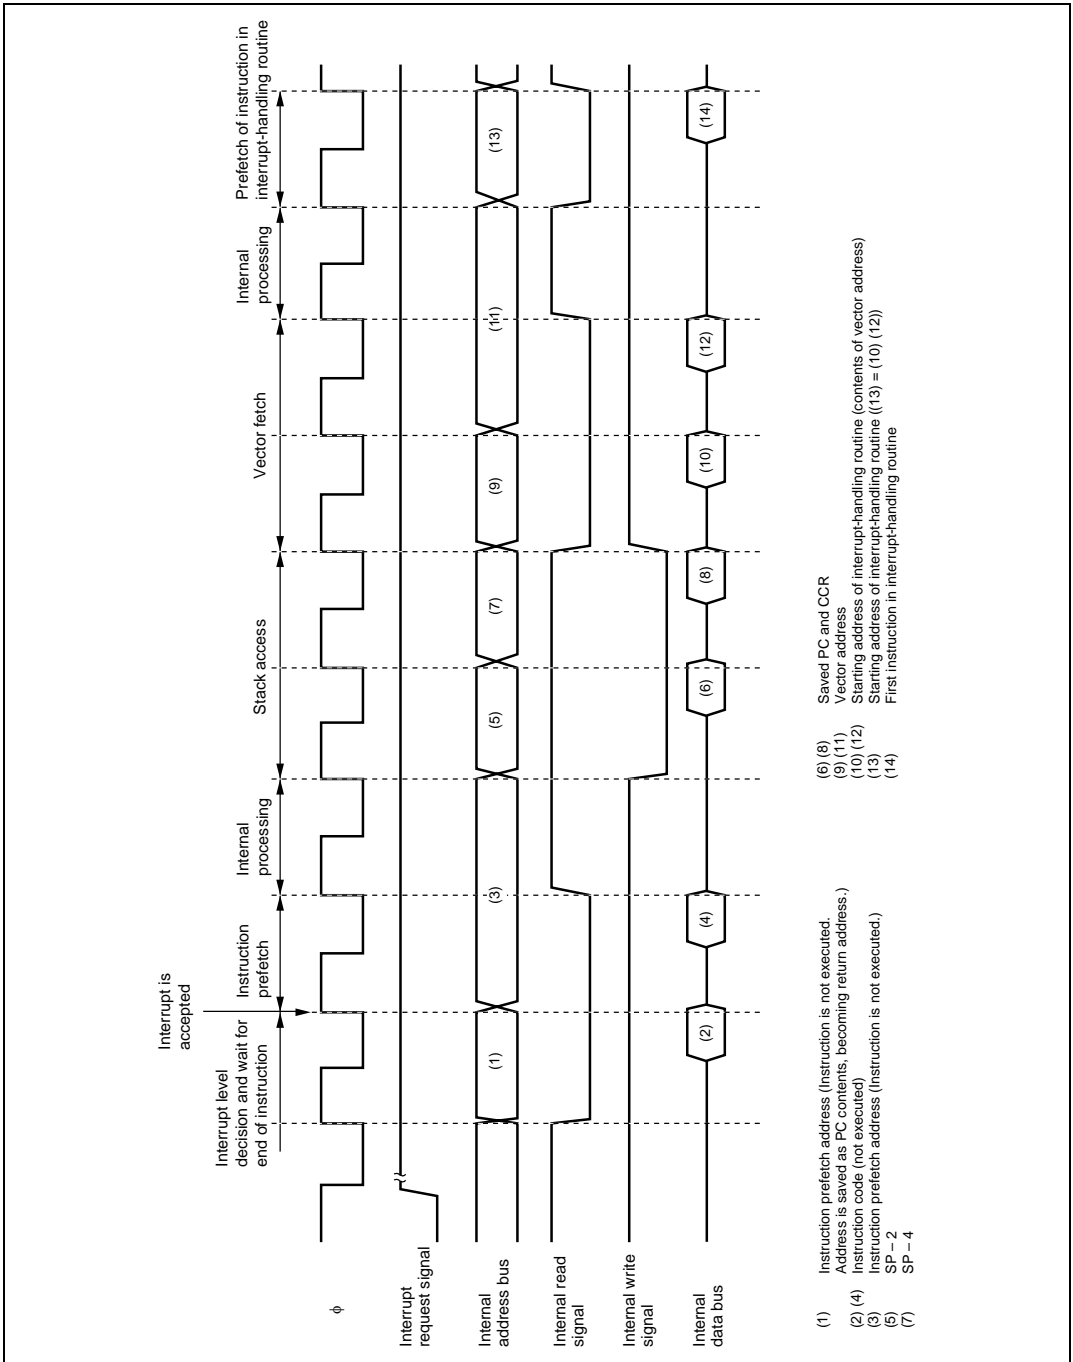 Interrupt is
accepted
Interrupt level
decision and wait for
end of instruction
Instruction
prefetch
Internal
processing
Stack access
Vector fetch
Internal
processing
Prefetch of instruction in
interrupt-handling routine
φ
Interrupt
request signal
Internal
address bus
(1)
(3)
(5)
(7)
(9)
(11)
(13)
Internal read
signal
Internal write
signal
Internal
data bus
(2)
(4)
(6)
(8)
(10)
(12)
(14)
(1) Instruction prefetch address (Instruction is not executed.
Address is saved as PC contents, becoming return address.)
(2) (4) Instruction code (not executed)
(3) Instruction prefetch address (Instruction is not executed.)
(5) SP – 2
(7) SP – 4
(6) (8) Saved PC and CCR
(9) (11) Vector address
(10) (12) Starting address of interrupt-handling routine (contents of vector address)
(13) Starting address of interrupt-handling routine ((13) = (10) (12))
(14) First instruction in interrupt-handling routine